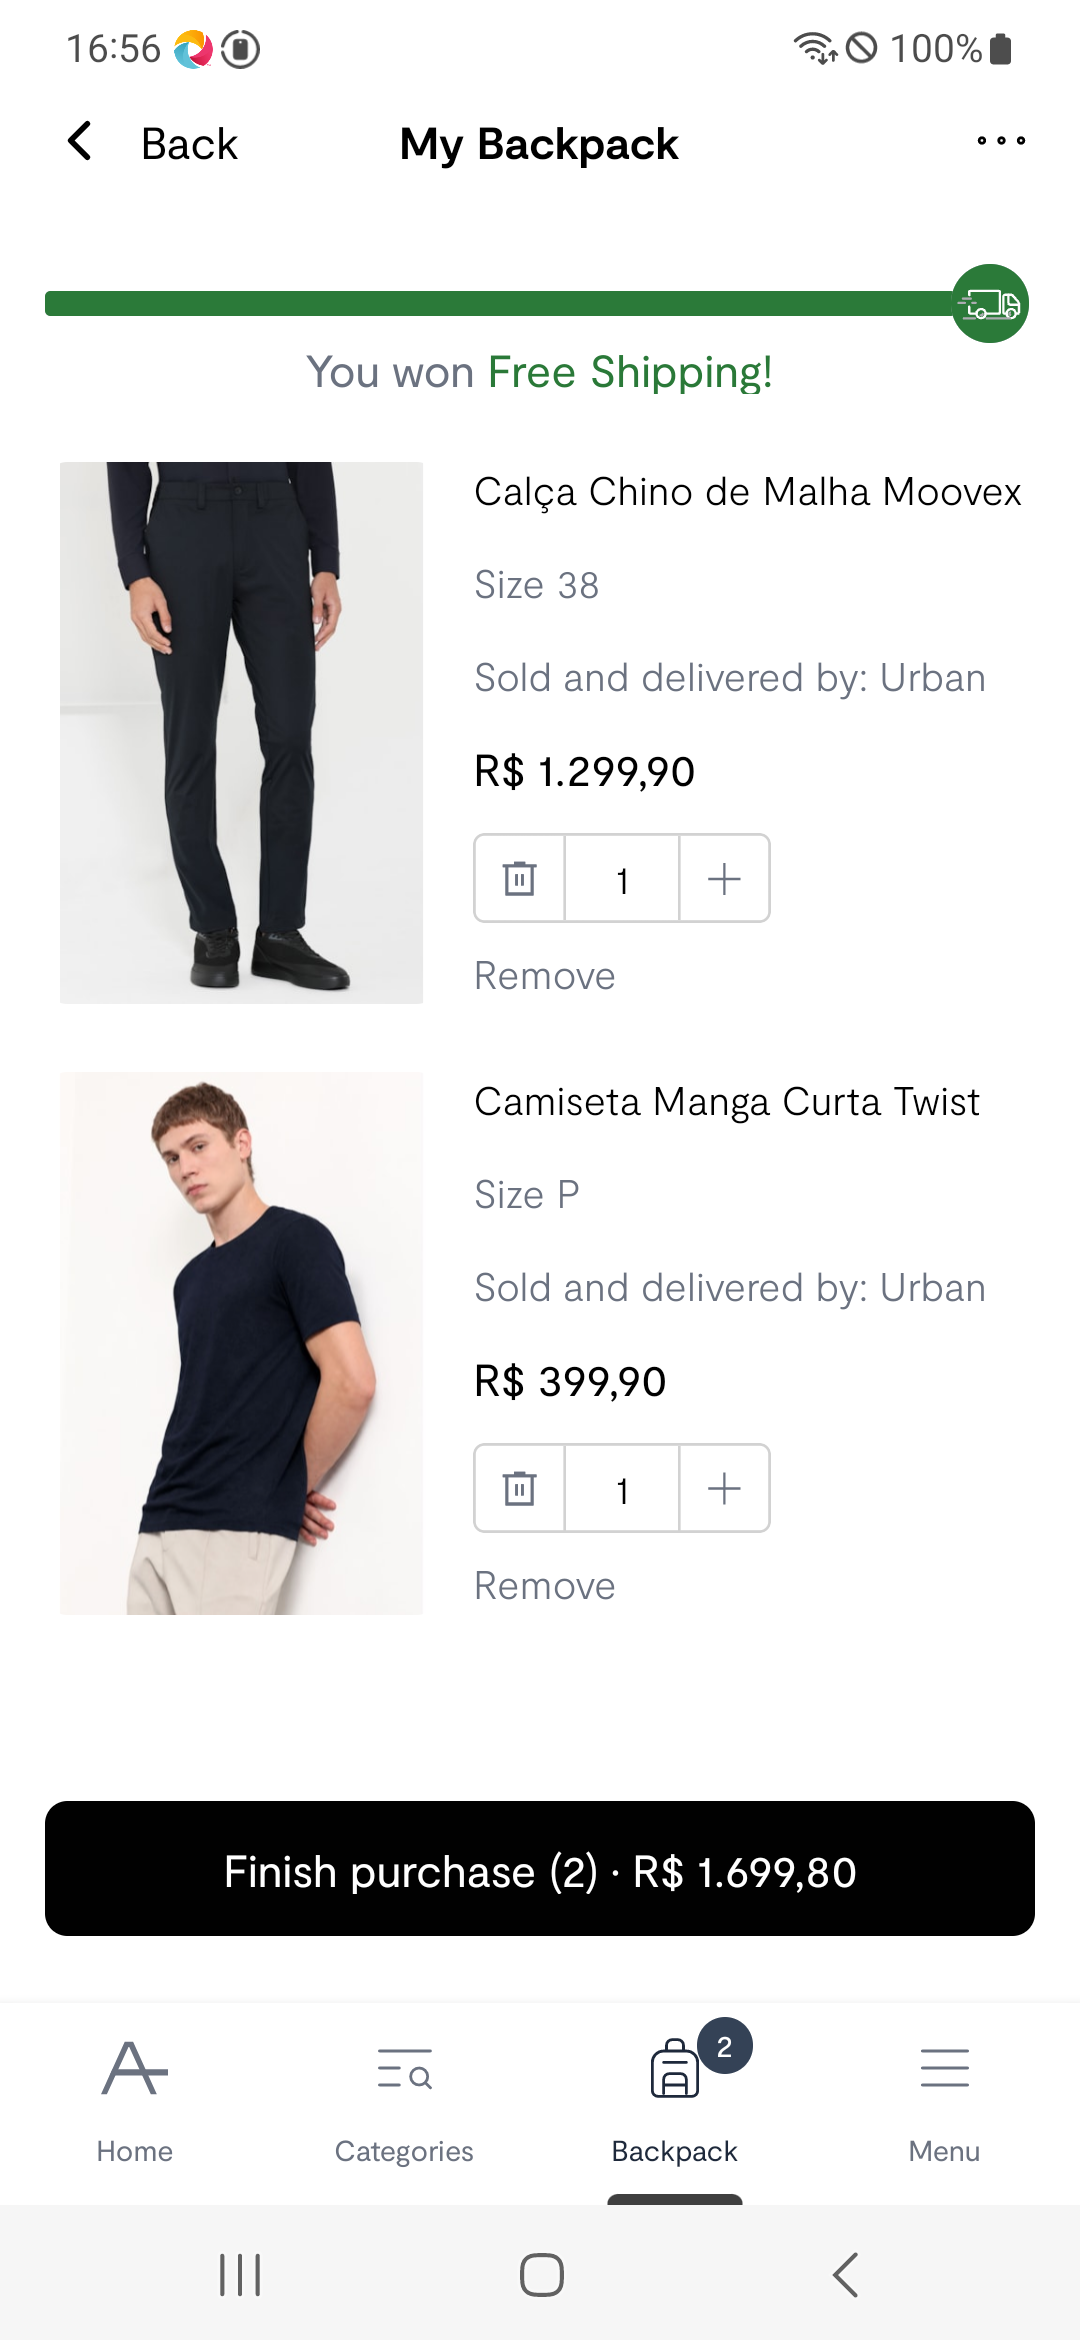 16:56
100%
Back
My Backpack
You won Free Shipping!
Calça Chino de Malha Moovex
Size 38
Sold and delivered by: Urban
R$ 1.299,90
1
Remove
Camiseta Manga Curta Twist
Size P
Sold and delivered by: Urban
R$ 399,90
1
Remove
Finish purchase (2) · R$ 1.699,80
2
Home
Categories
Backpack
Menu